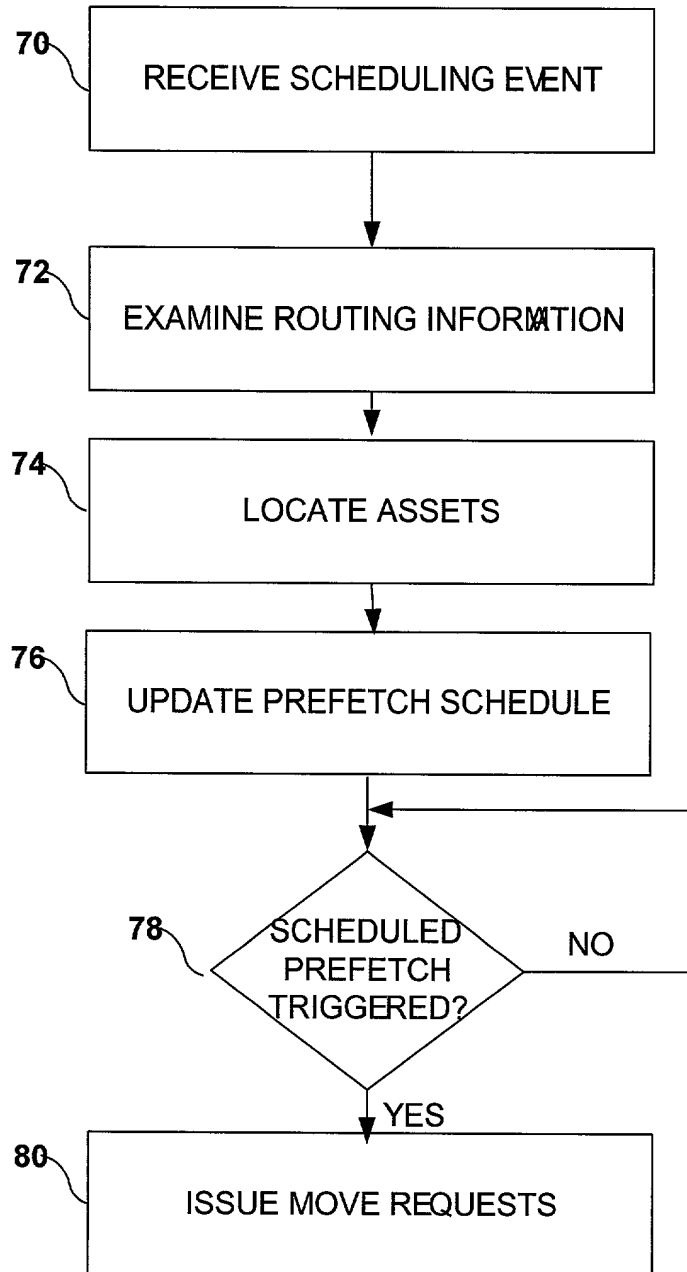 70
RECEIVE SCHEDULING EVENT
72
EXAMINE ROUTING INFORMATION
74
LOCATE ASSETS
76
UPDATE PREFETCH SCHEDULE
78
SCHEDULED
PREFETCH
TRIGGERED?
NO
YES
80
ISSUE MOVE REQUESTS